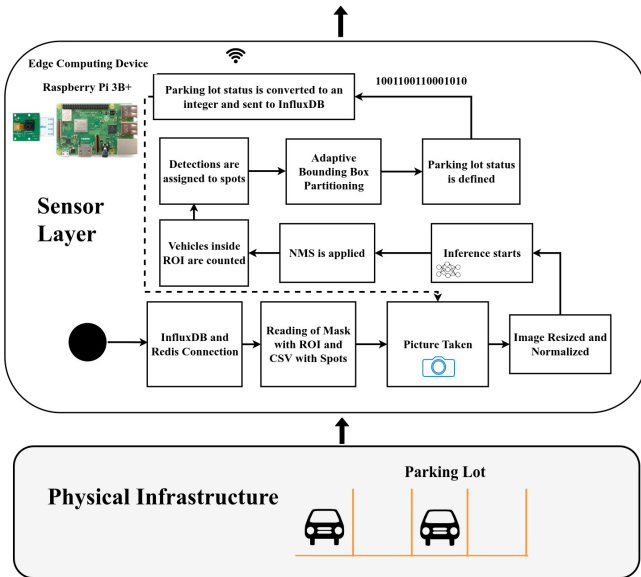 Edge Computing Device
Raspberry Pi 3B+
Parking lot status is converted to an
integer and sent to InfluxDB
1001100110001010
Detections are
assigned to spots
Adaptive
Bounding Box
Partitioning
Parking lot status
is defined
Sensor
Layer
Vehicles inside
ROI are counted
NMS is applied
Inference starts
InfluxDB and
Redis Connection
Reading of Mask
with ROI and
CSV with Spots
Picture Taken
Image Resized and
Normalized
Parking Lot
Physical Infrastructure